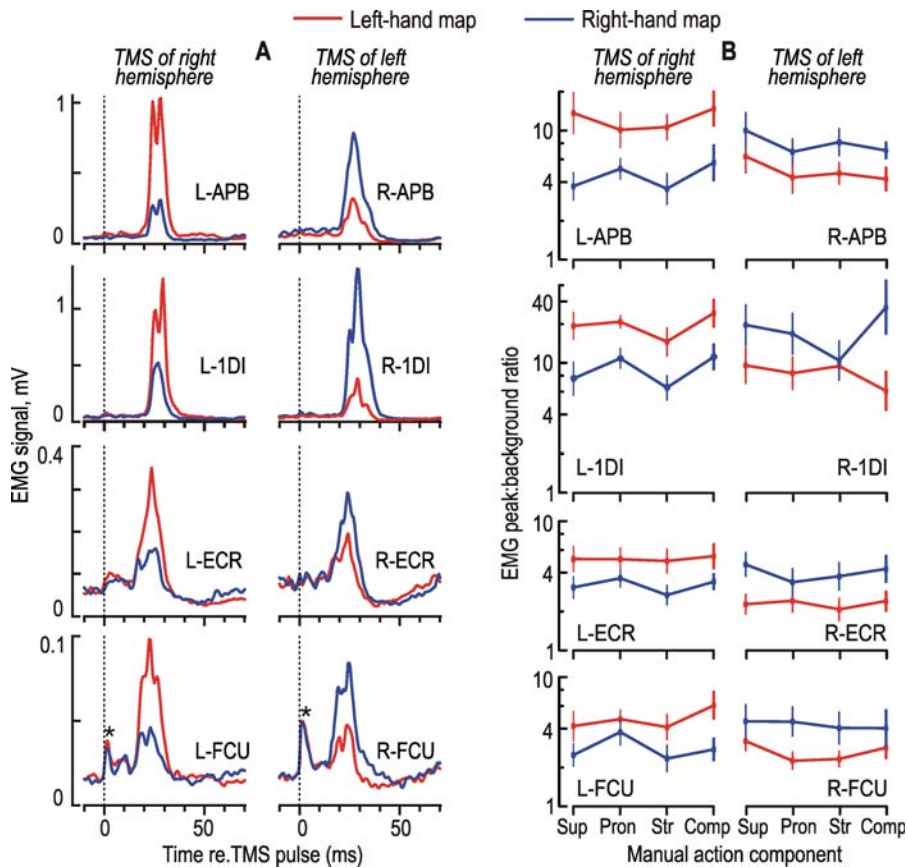 Left-hand map
Right-hand map
A
TMS of right
hemisphere
TMS of left
hemisphere
EMG signal, mV
1
0
L-APB
R-APB
1
0
L-1DI
R-1DI
0.4
0
L-ECR
R-ECR
0.1
0
*
L-FCU
*
R-FCU
0
50
0
50
Time re.TMS pulse (ms)
B
TMS of right
hemisphere
TMS of left
hemisphere
EMG peak:background ratio
10
4
1
L-APB
R-APB
40
10
4
1
L-1DI
R-1DI
10
4
1
L-ECR
R-ECR
4
1
L-FCU
R-FCU
Sup Pron Str Comp
Sup Pron Str Comp
Manual action component